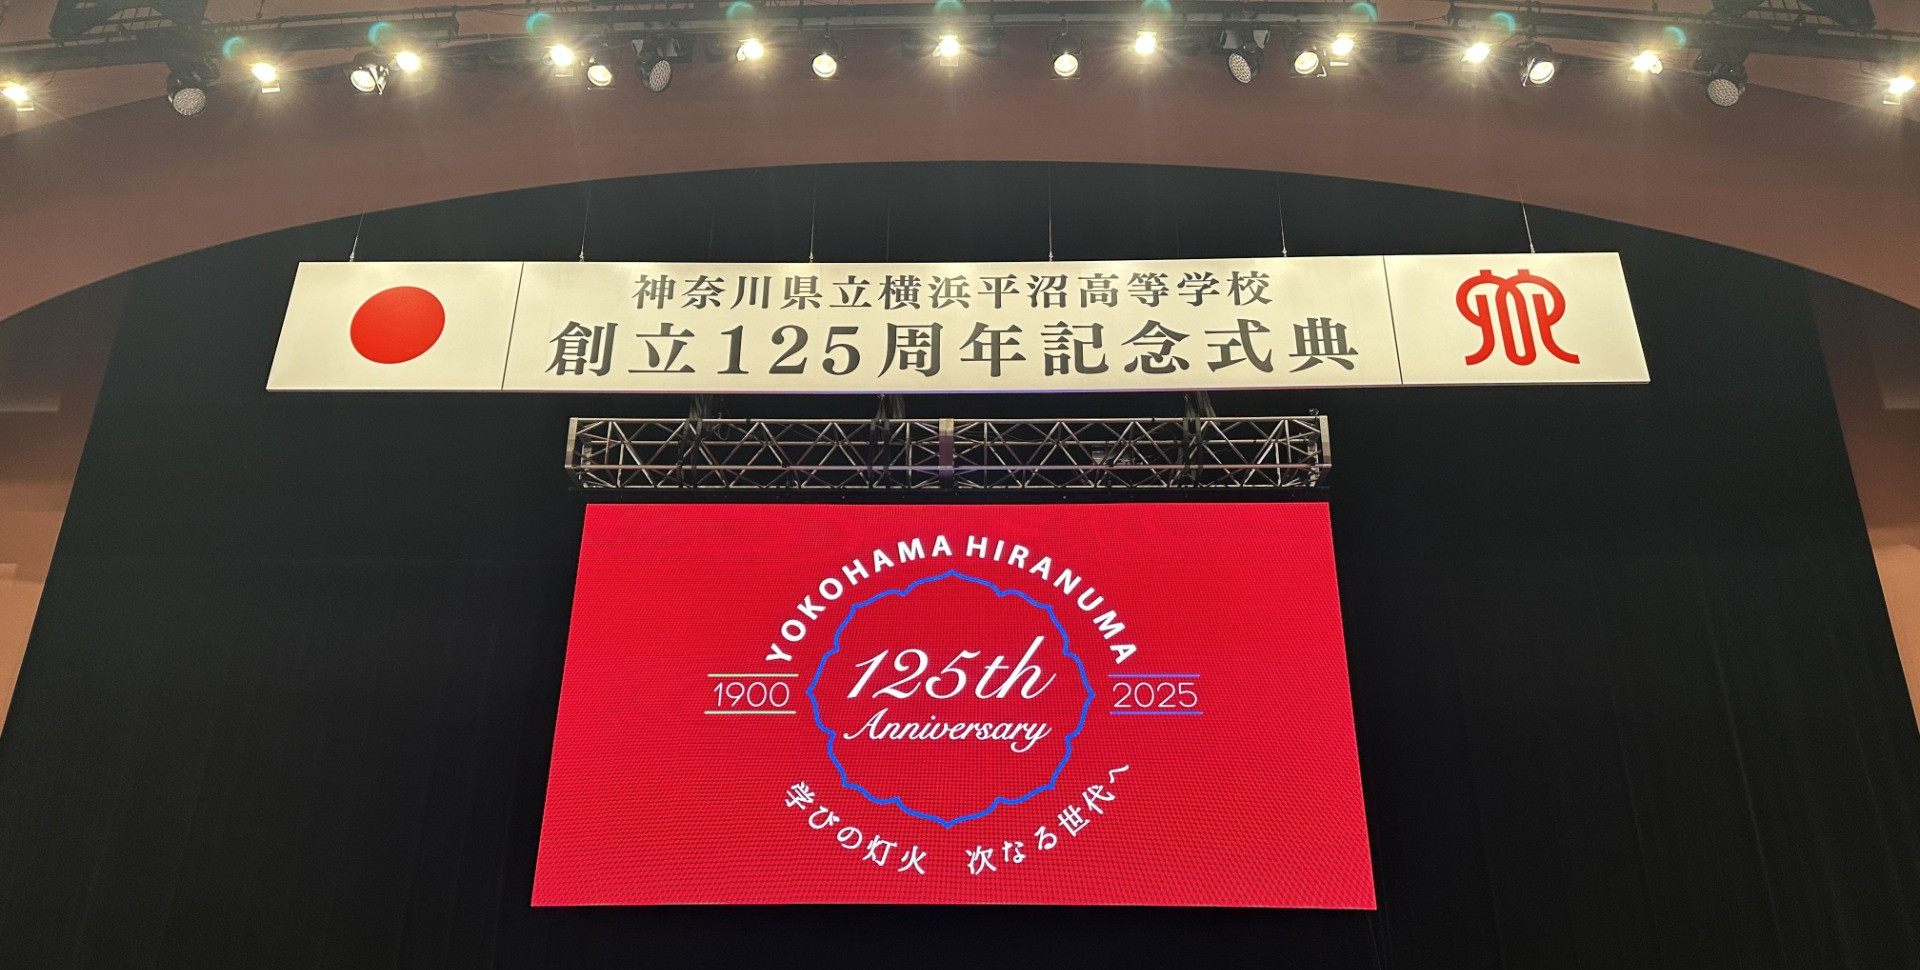 神奈川県立横浜平沼高等学校
創立125周年記念式典
YOKOHAMA HIRANUMA
1900
125th
Anniversary
2025
学びの灯火 次なる世代へ